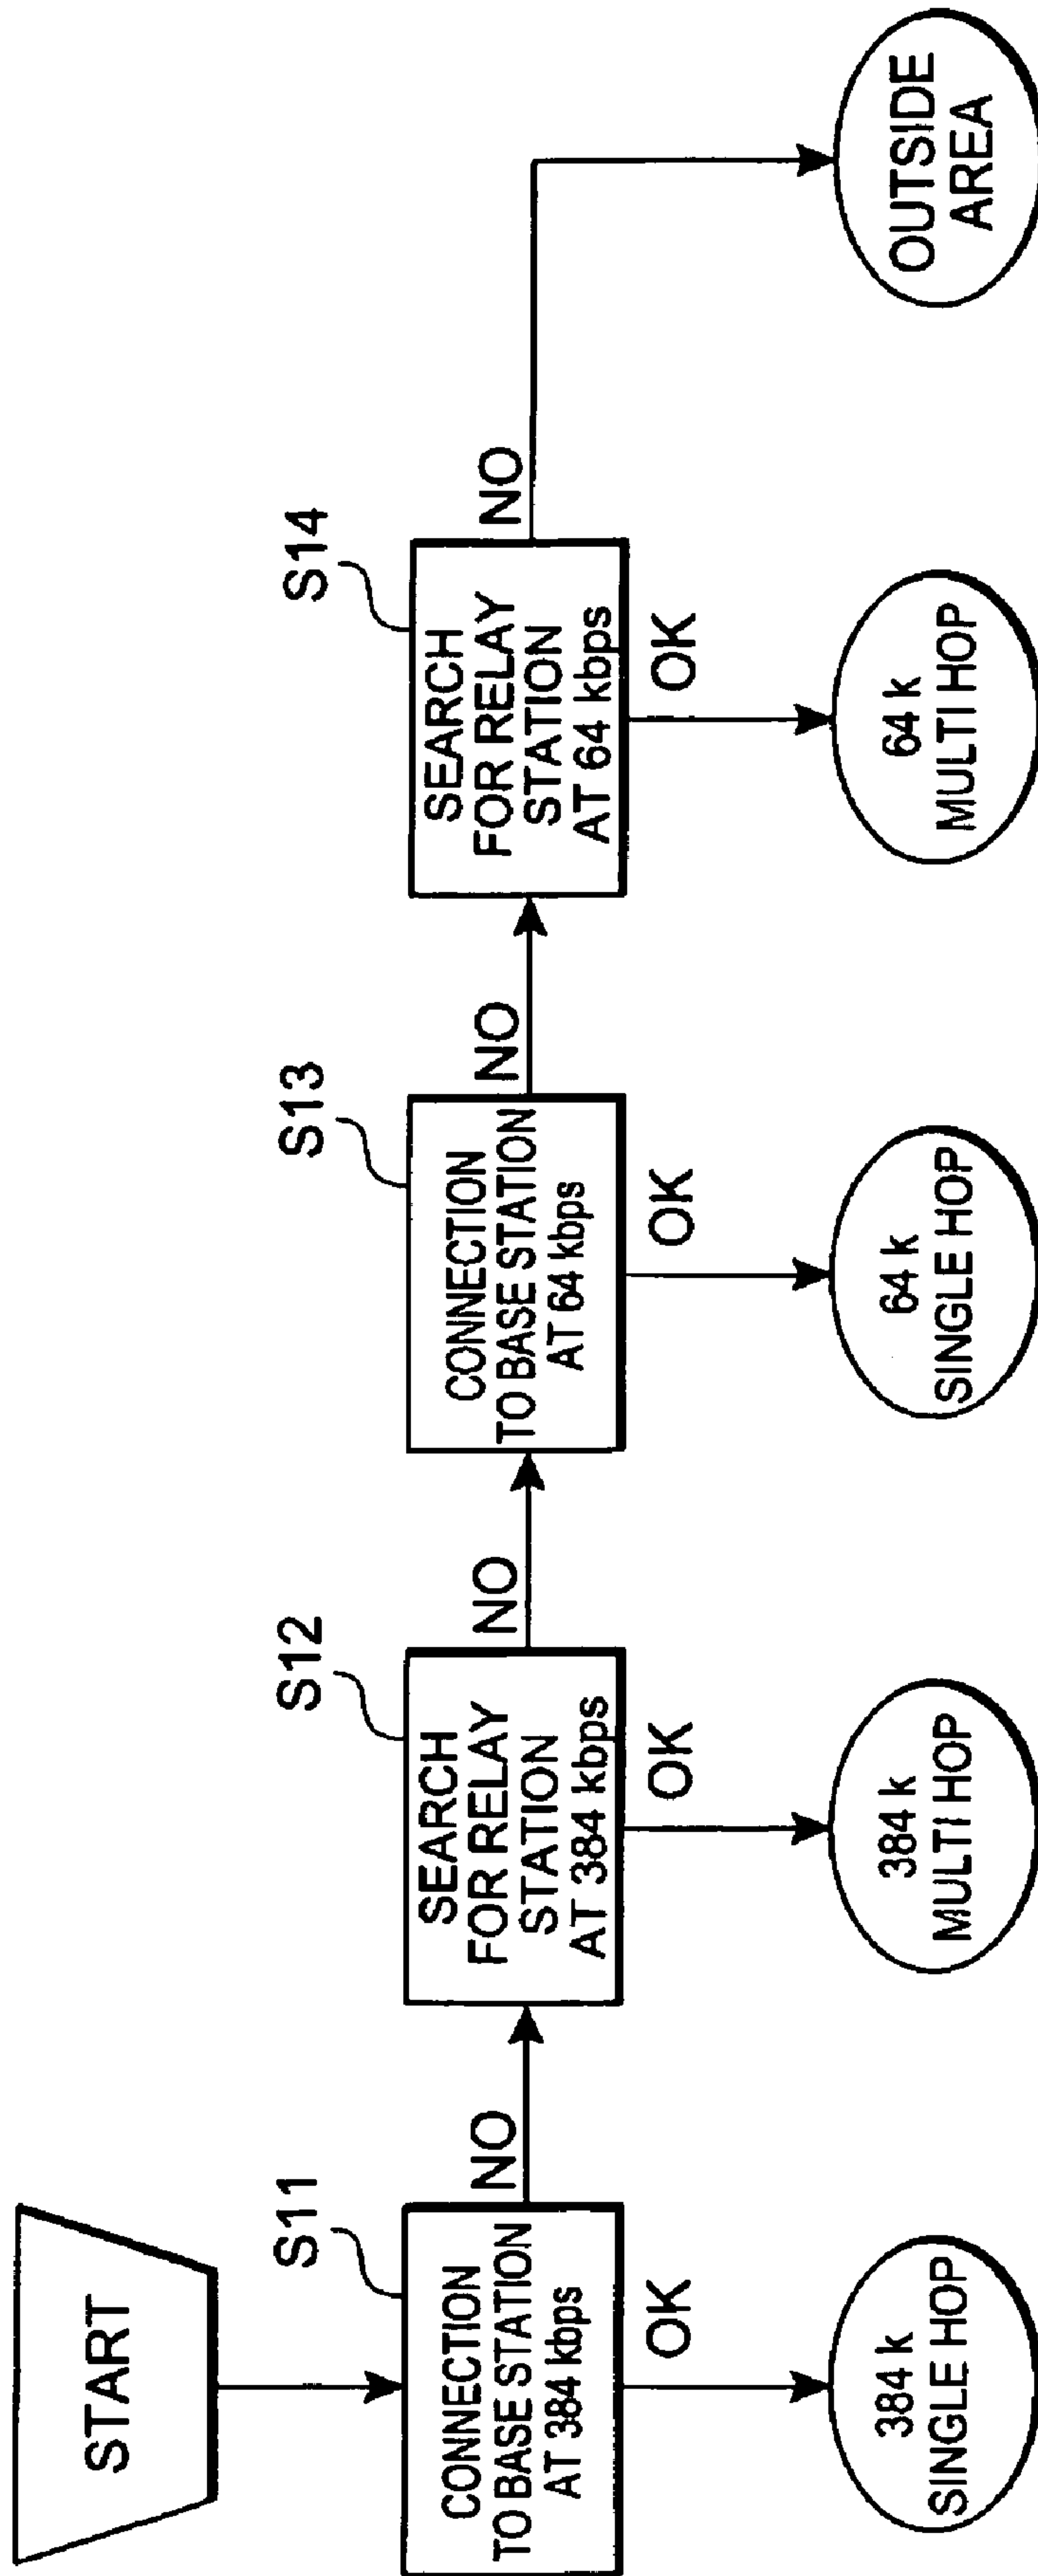 START
S11
CONNECTION
TO BASE STATION
AT 384 kbps
NO
OK
384 k
SINGLE HOP
S12
SEARCH
FOR RELAY
STATION
AT 384 kbps
NO
OK
384 k
MULTI HOP
S13
CONNECTION
TO BASE STATION
AT 64 kbps
NO
OK
64 k
SINGLE HOP
S14
SEARCH
FOR RELAY
STATION
AT 64 kbps
NO
OK
64 k
MULTI HOP
OUTSIDE
AREA